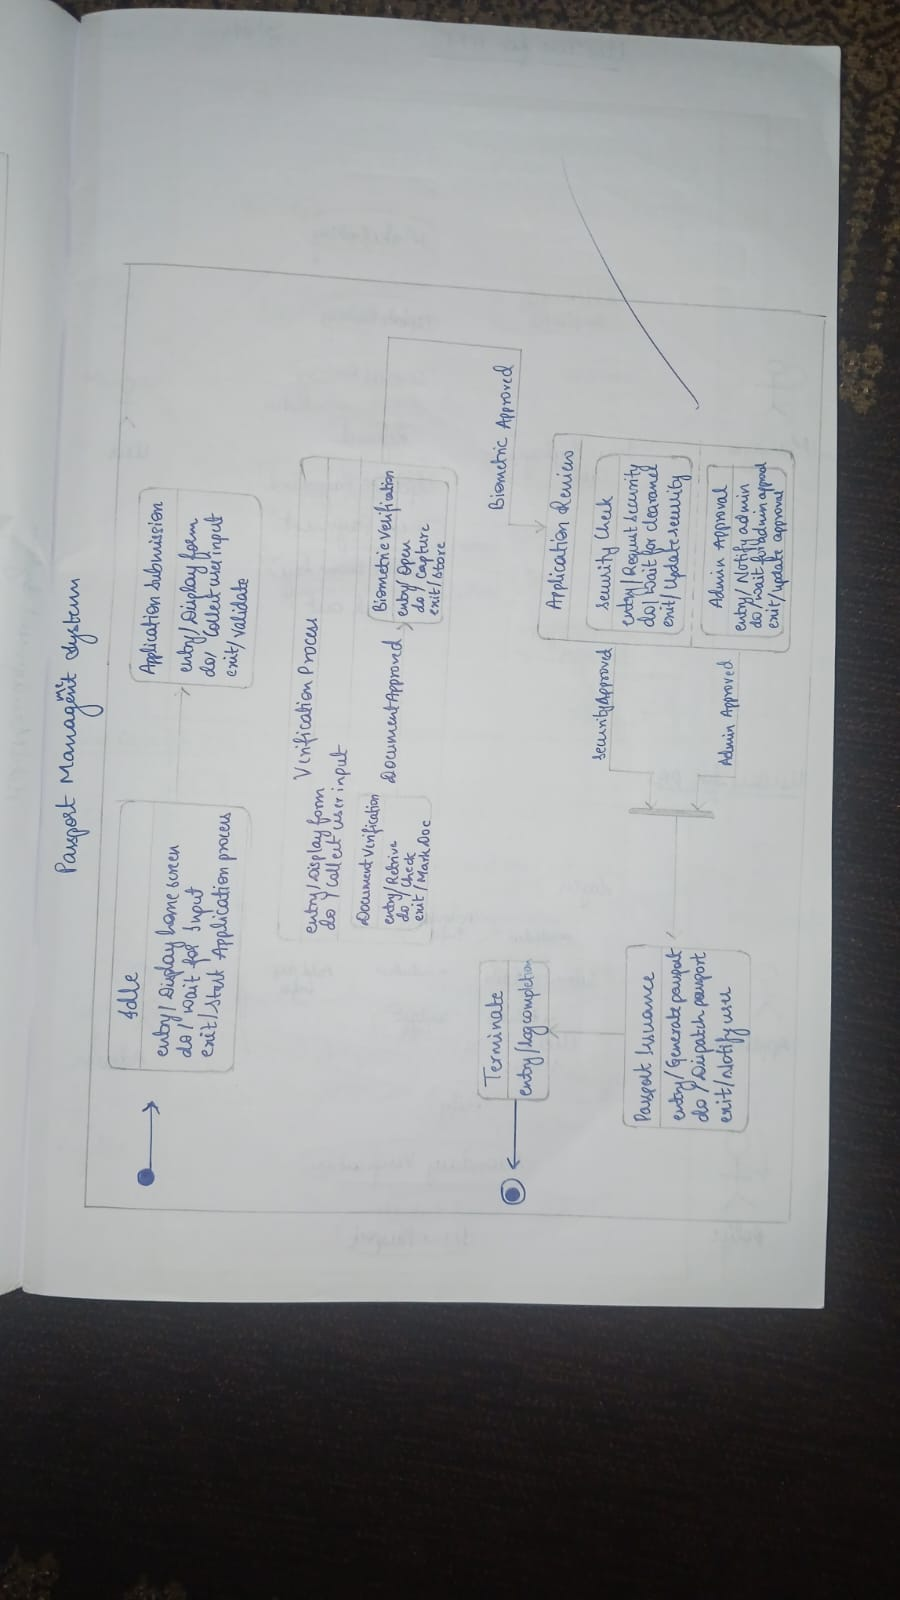 Passport Management System
Idle
entry/Display home screen
do/Wait for Input
exit/Start Application process
Application Submission
entry/Display form
do/Collect user input
exit/Validate
Verification Process
entry/Display form
do/Collect user input
Document Verification
entry/Retrive
do/Check
exit/Mark Doc
Document Approved
Biometric Verification
entry/Open
do/Capture
exit/Store
Biometric Approved
Application Review
Security Check
entry/Request security
do/Wait for
exit/Update security
Admin Approval
entry/Notify admin
do/wait for admin approval
exit/update approval
Security Approved
Admin Approved
Passport Issuance
entry/Generate passport
do/Dispatch passport
exit/Notify user
Terminate
entry/log completion